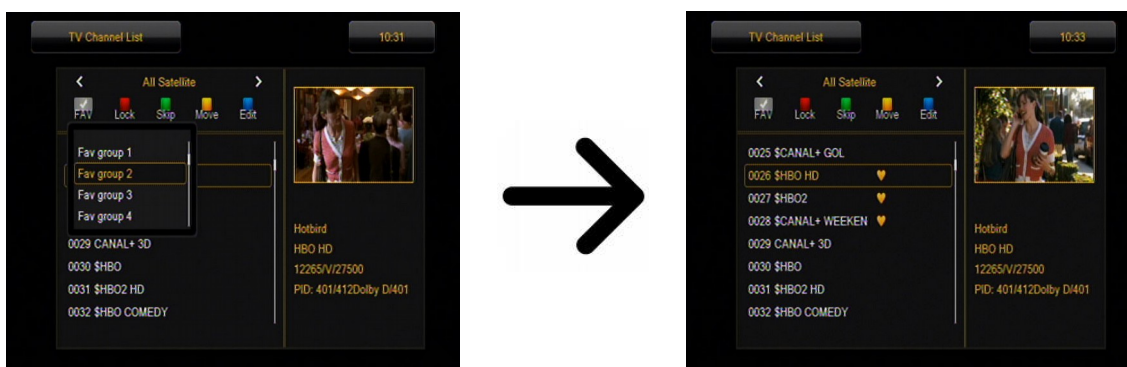 TV Channel List
10:31
All Satellite
FAV Lock Skip Move Edit
Fav group 1
Fav group 2
Fav group 3
Fav group 4
0029 CANAL+ 3D
0030 $HBO
0031 $HBO2 HD
0032 $HBO COMEDY
Hotbird
HBO HD
12265/V/27500
PID: 401/412Dolby D/401
TV Channel List
10:33
All Satellite
FAV Lock Skip Move Edit
0025 $CANAL+ GOL
0026 $HBO HD
0027 $HBO2
0028 $CANAL+ WEEKEN
0029 CANAL+ 3D
0030 $HBO
0031 $HBO2 HD
0032 $HBO COMEDY
Hotbird
HBO HD
12265/V/27500
PID: 401/412Dolby D/401